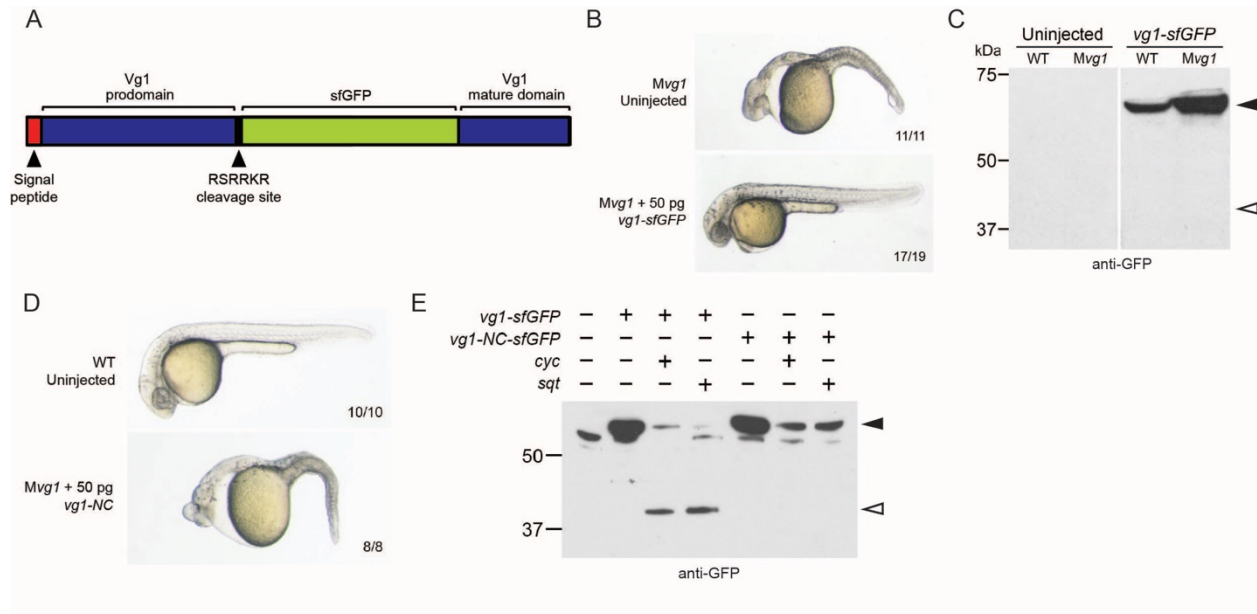 A
Vg1
prodomain
sfGFP
Vg1
mature domain
Signal
peptide
RSRRKR
cleavage site
B
Mvg1
Uninjected
11/11
Mvg1 + 50 pg
vg1-sfGFP
17/19
C
Uninjected
vg1-sfGFP
kDa
WT Mvg1 WT Mvg1
75
50
37
anti-GFP
D
WT
Uninjected
10/10
Mvg1 + 50 pg
vg1-NC
8/8
E
vg1-sfGFP – + + + – – –
vg1-NC-sfGFP – – – – + + +
cyc – – + – – + –
sqt – – – + – – +
50
37
anti-GFP